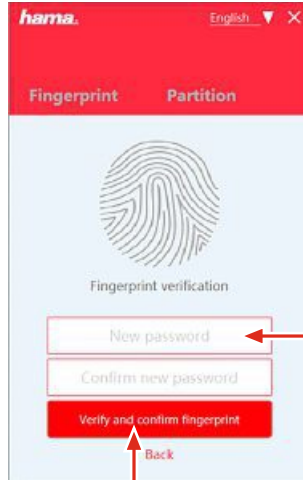 hama. English ▼ ✕
Fingerprint Partition
Fingerprint verification
New password
Confirm new password
Verify and confirm fingerprint
Back